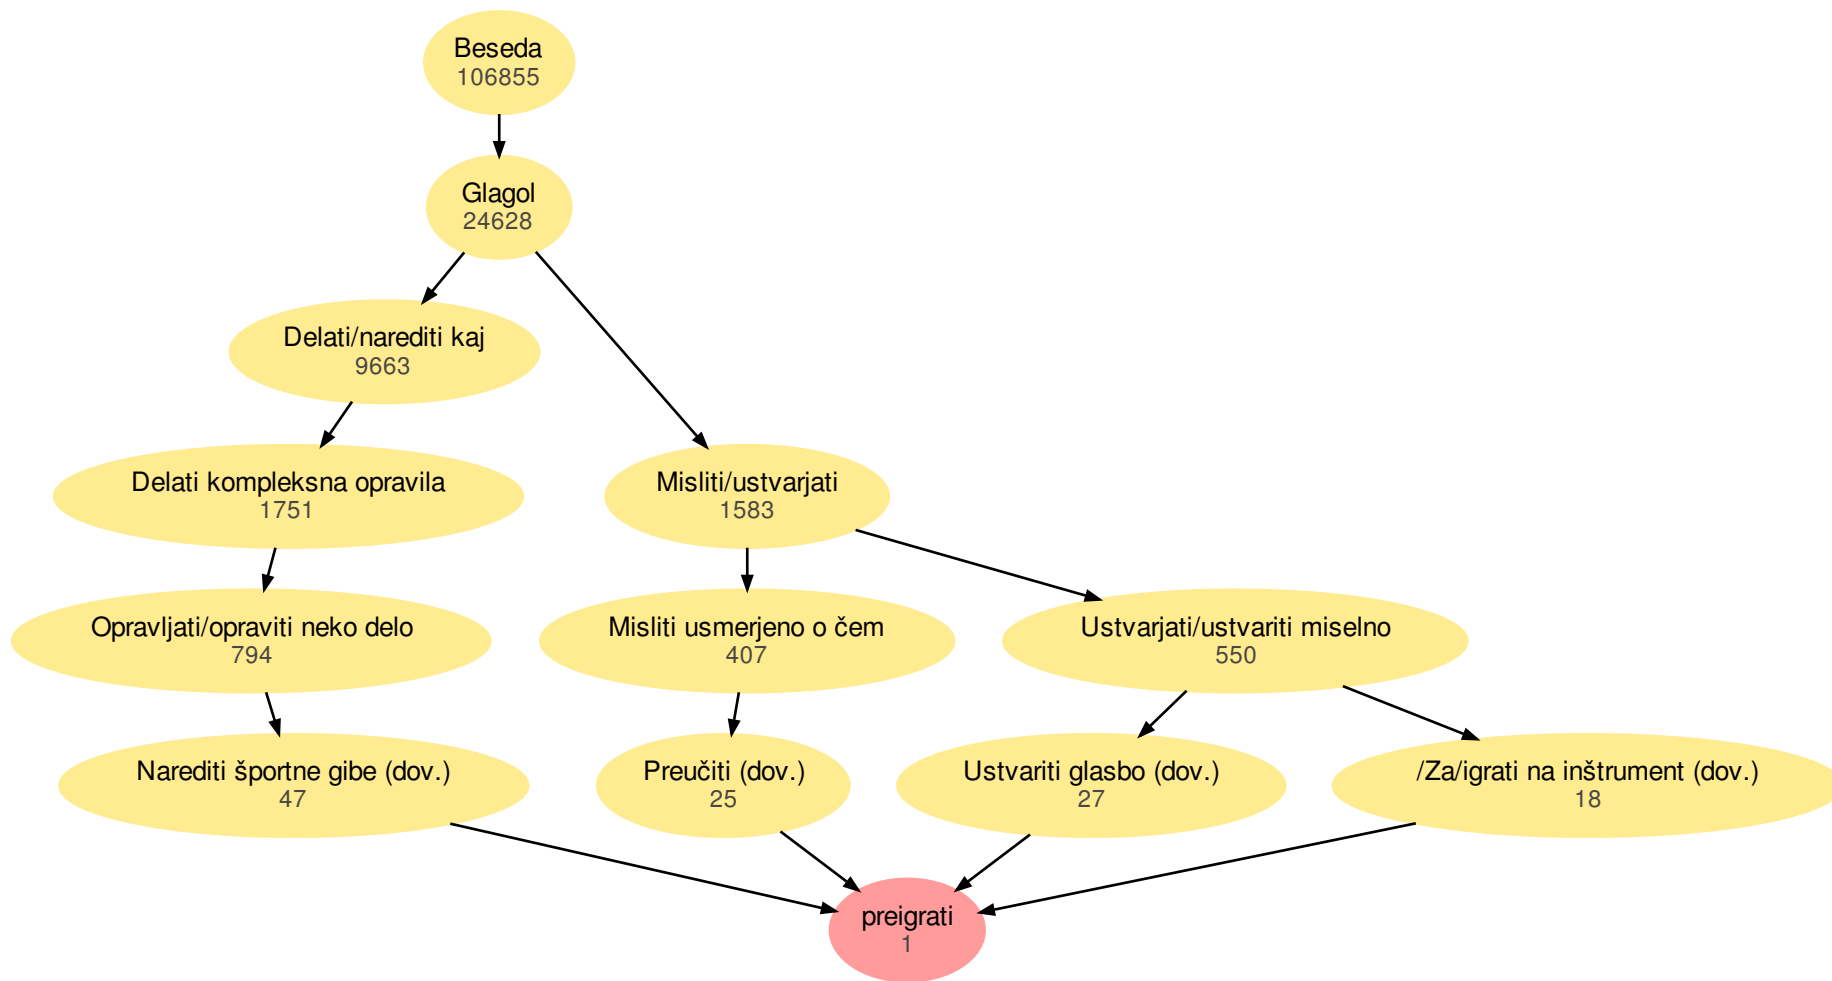 Beseda
106855
Glagol
24628
Delati/narediti kaj
9663
Delati kompleksna opravila
1751
Misliti/ustvarjati
1583
Opravljati/opraviti neko delo
794
Misliti usmerjeno o čem
407
Ustvarjati/ustvariti miselno
550
Narediti športne gibe (dov.)
47
Preučiti (dov.)
25
Ustvariti glasbo (dov.)
27
/Za/igrati na inštrument (dov.)
18
preigrati
1